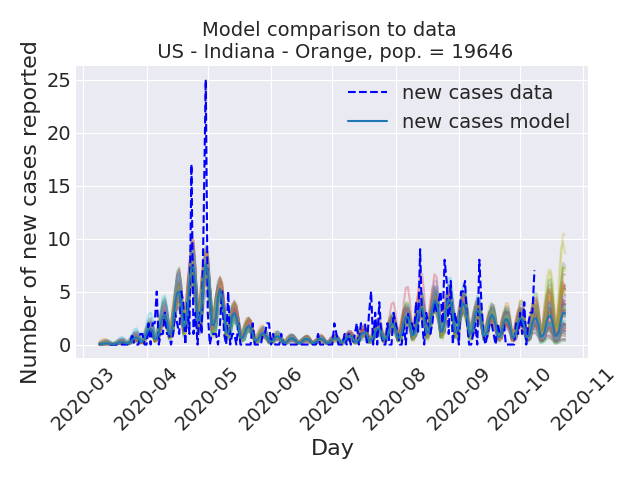 Model comparison to data
US - Indiana - Orange, pop. = 19646
Number of new cases reported
25
20
15
10
5
0
new cases data
new cases model
2020-03
2020-04
2020-05
2020-06
2020-07
2020-08
2020-09
2020-10
2020-11
Day